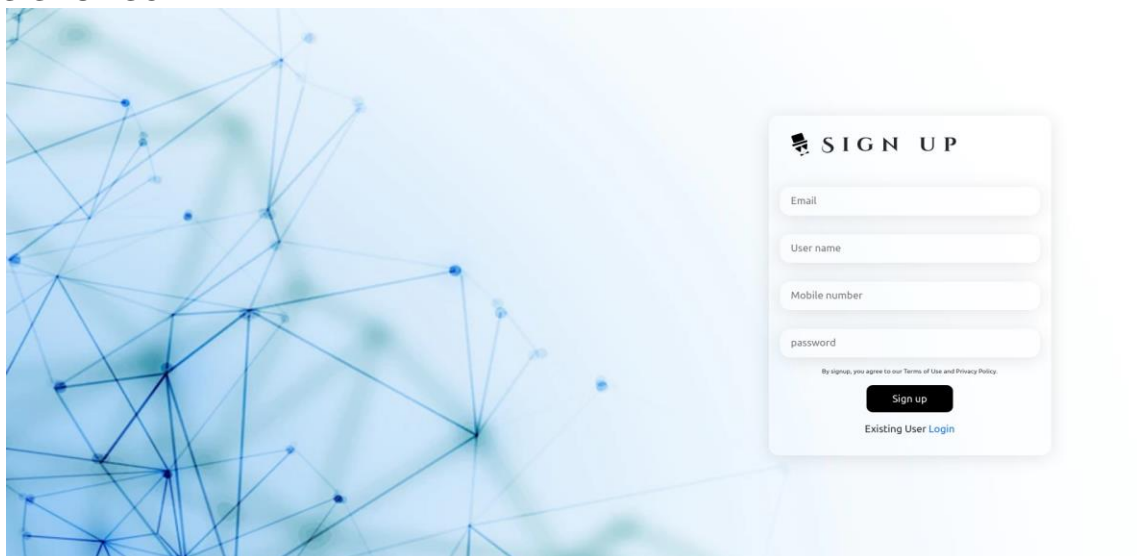 SIGN UP
Email
User name
Mobile number
password
By signup, you agree to our Terms of Use and Privacy Policy.
Sign up
Existing User Login